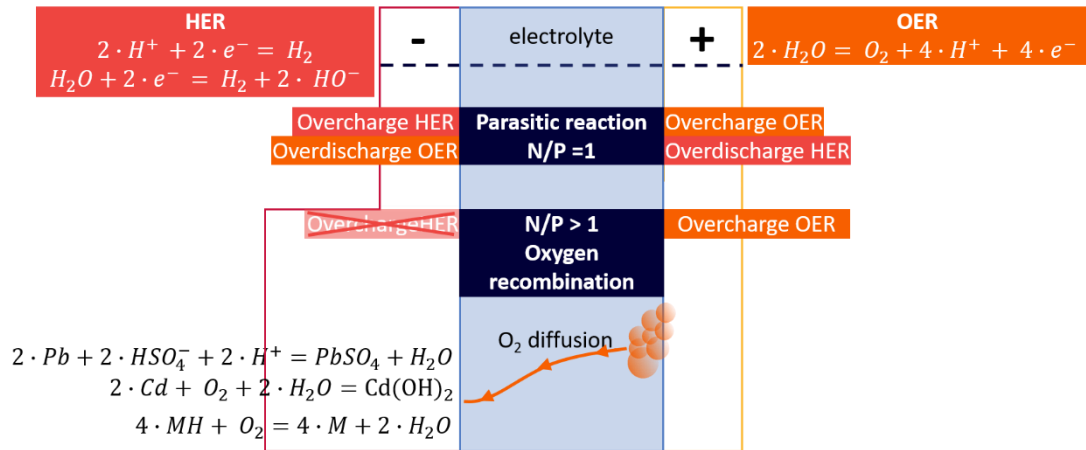 HER
2 · H⁺ + 2 · e⁻ = H₂
H₂O + 2 · e⁻ = H₂ + 2 · HO⁻
-
electrolyte
+
OER
2 · H₂O = O₂ + 4 · H⁺ + 4 · e⁻
Overcharge HER
Parasitic reaction
Overcharge OER
Overdischarge OER
N/P =1
Overdischarge HER
OverchargeHER
N/P > 1
Overcharge OER
Oxygen
recombination
O₂ diffusion
2 · Pb + 2 · HSO₄⁻ + 2 · H⁺ = PbSO₄ + H₂O
2 · Cd + O₂ + 2 · H₂O = Cd(OH)₂
4 · MH + O₂ = 4 · M + 2 · H₂O